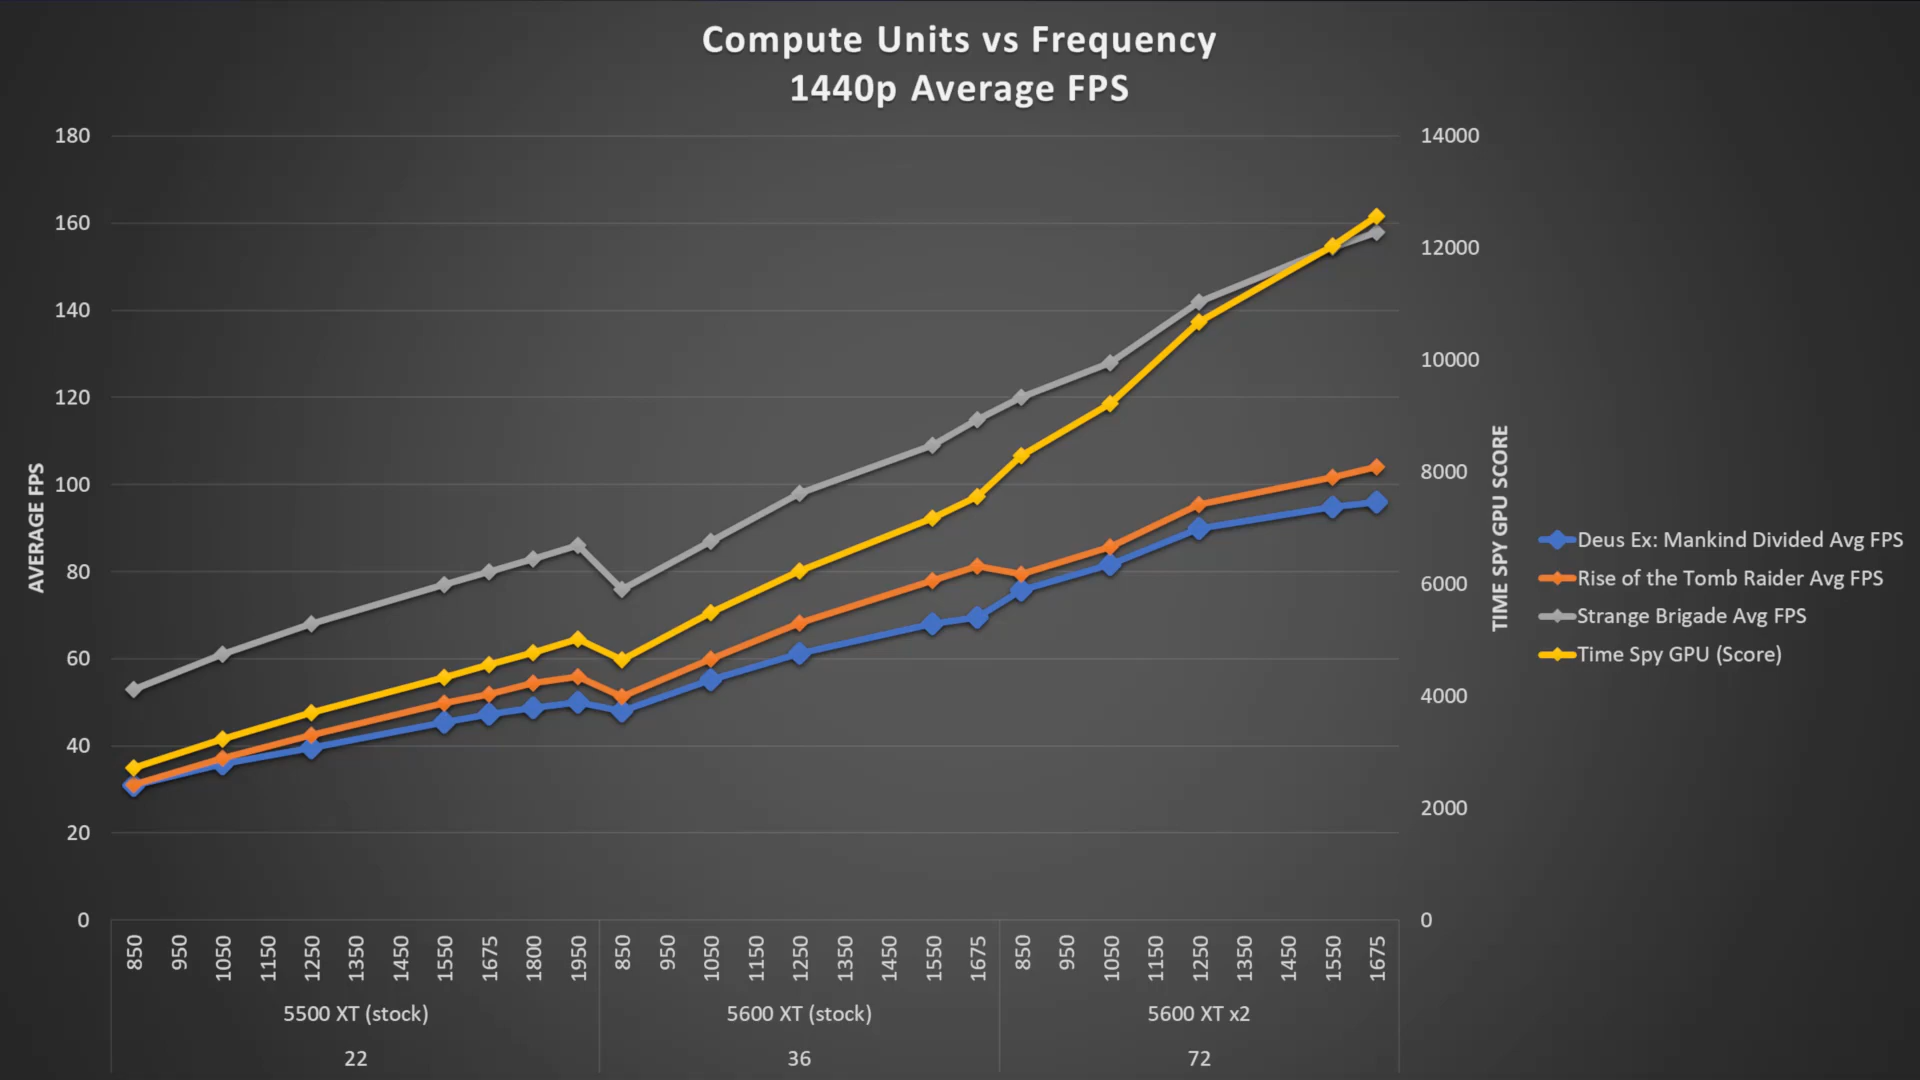 Compute Units vs Frequency
1440p Average FPS
180
160
140
120
100
80
60
40
20
0
AVERAGE FPS
14000
12000
10000
8000
6000
4000
2000
0
TIME SPY GPU SCORE
Deus Ex: Mankind Divided Avg FPS
Rise of the Tomb Raider Avg FPS
Strange Brigade Avg FPS
Time Spy GPU (Score)
850 950 1050 1150 1250 1350 1450 1550 1675 1800 1950 850 950 1050 1150 1250 1350 1450 1550 1675 850 950 1050 1150 1250 1350 1450 1550 1675
5500 XT (stock) 5600 XT (stock) 5600 XT x2
22 36 72